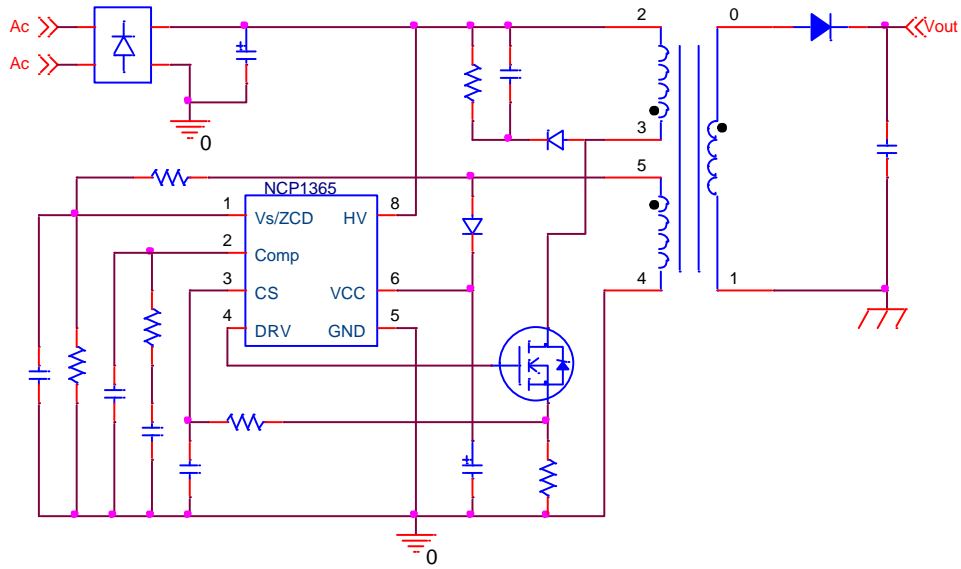 Ac
Ac
0
2
3
5
4
0
1
Vout
NCP1365
1
Vs/ZCD
HV
8
2
Comp
3
CS
VCC
6
4
DRV
GND
5
0